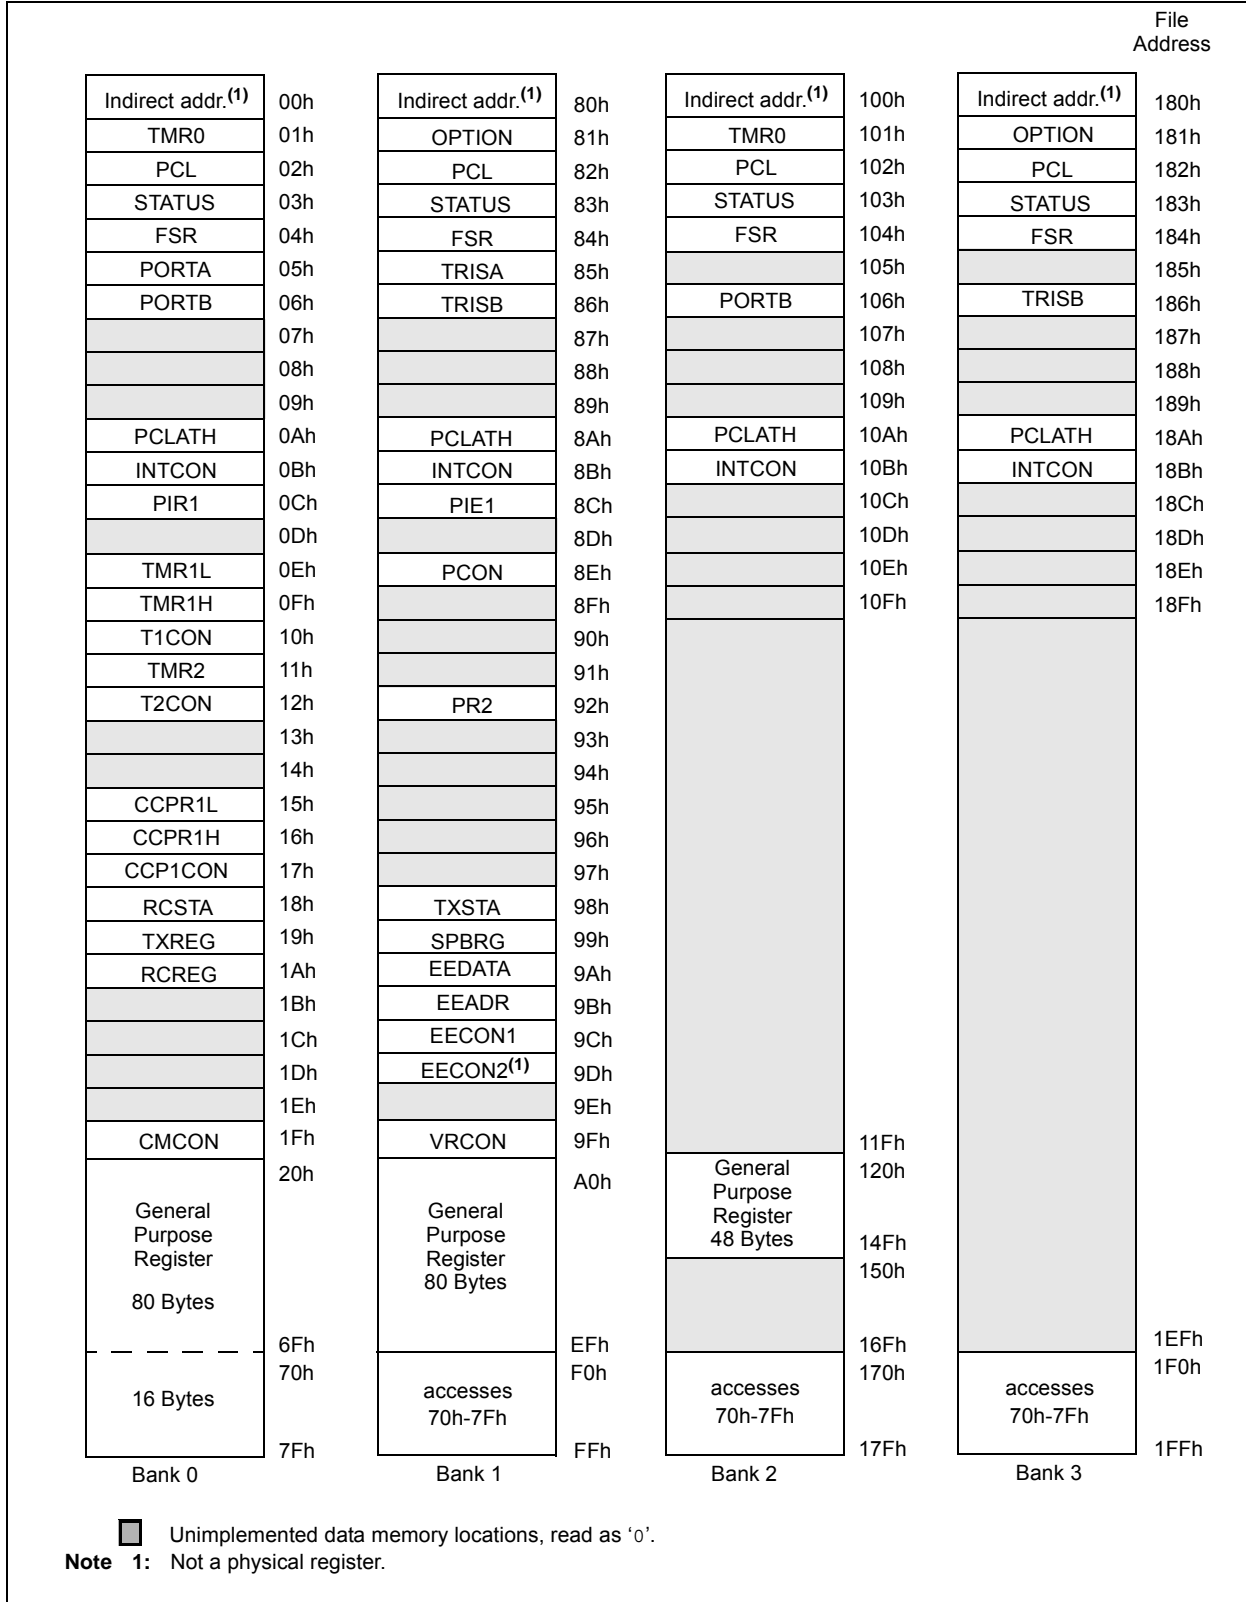 File
Address
Indirect addr.(1) 00h Indirect addr.(1) 80h Indirect addr.(1) 100h Indirect addr.(1) 180h
TMR0 01h OPTION 81h TMR0 101h OPTION 181h
PCL 02h PCL 82h PCL 102h PCL 182h
STATUS 03h STATUS 83h STATUS 103h STATUS 183h
FSR 04h FSR 84h FSR 104h FSR 184h
PORTA 05h TRISA 85h 105h 185h
PORTB 06h TRISB 86h PORTB 106h TRISB 186h
07h 87h 107h 187h
08h 88h 108h 188h
09h 89h 109h 189h
PCLATH 0Ah PCLATH 8Ah PCLATH 10Ah PCLATH 18Ah
INTCON 0Bh INTCON 8Bh INTCON 10Bh INTCON 18Bh
PIR1 0Ch PIE1 8Ch 10Ch 18Ch
0Dh 8Dh 10Dh 18Dh
TMR1L 0Eh PCON 8Eh 10Eh 18Eh
TMR1H 0Fh 8Fh 10Fh 18Fh
T1CON 10h 90h
TMR2 11h 91h
T2CON 12h PR2 92h
13h 93h
14h 94h
CCPR1L 15h 95h
CCPR1H 16h 96h
CCP1CON 17h 97h
RCSTA 18h TXSTA 98h
TXREG 19h SPBRG 99h
RCREG 1Ah EEDATA 9Ah
1Bh EEADR 9Bh
1Ch EECON1 9Ch
1Dh EECON2(1) 9Dh
1Eh 9Eh
CMCON 1Fh VRCON 9Fh 11Fh
20h A0h General 120h
General General Purpose
Purpose Purpose Register
Register Register 48 Bytes 14Fh
80 Bytes 80 Bytes 150h
6Fh EFh 16Fh 1EFh
70h F0h 170h 1F0h
16 Bytes accesses accesses accesses
70h-7Fh 70h-7Fh 70h-7Fh
7Fh FFh 17Fh 1FFh
Bank 0 Bank 1 Bank 2 Bank 3
Unimplemented data memory locations, read as ‘0’.
Note 1: Not a physical register.